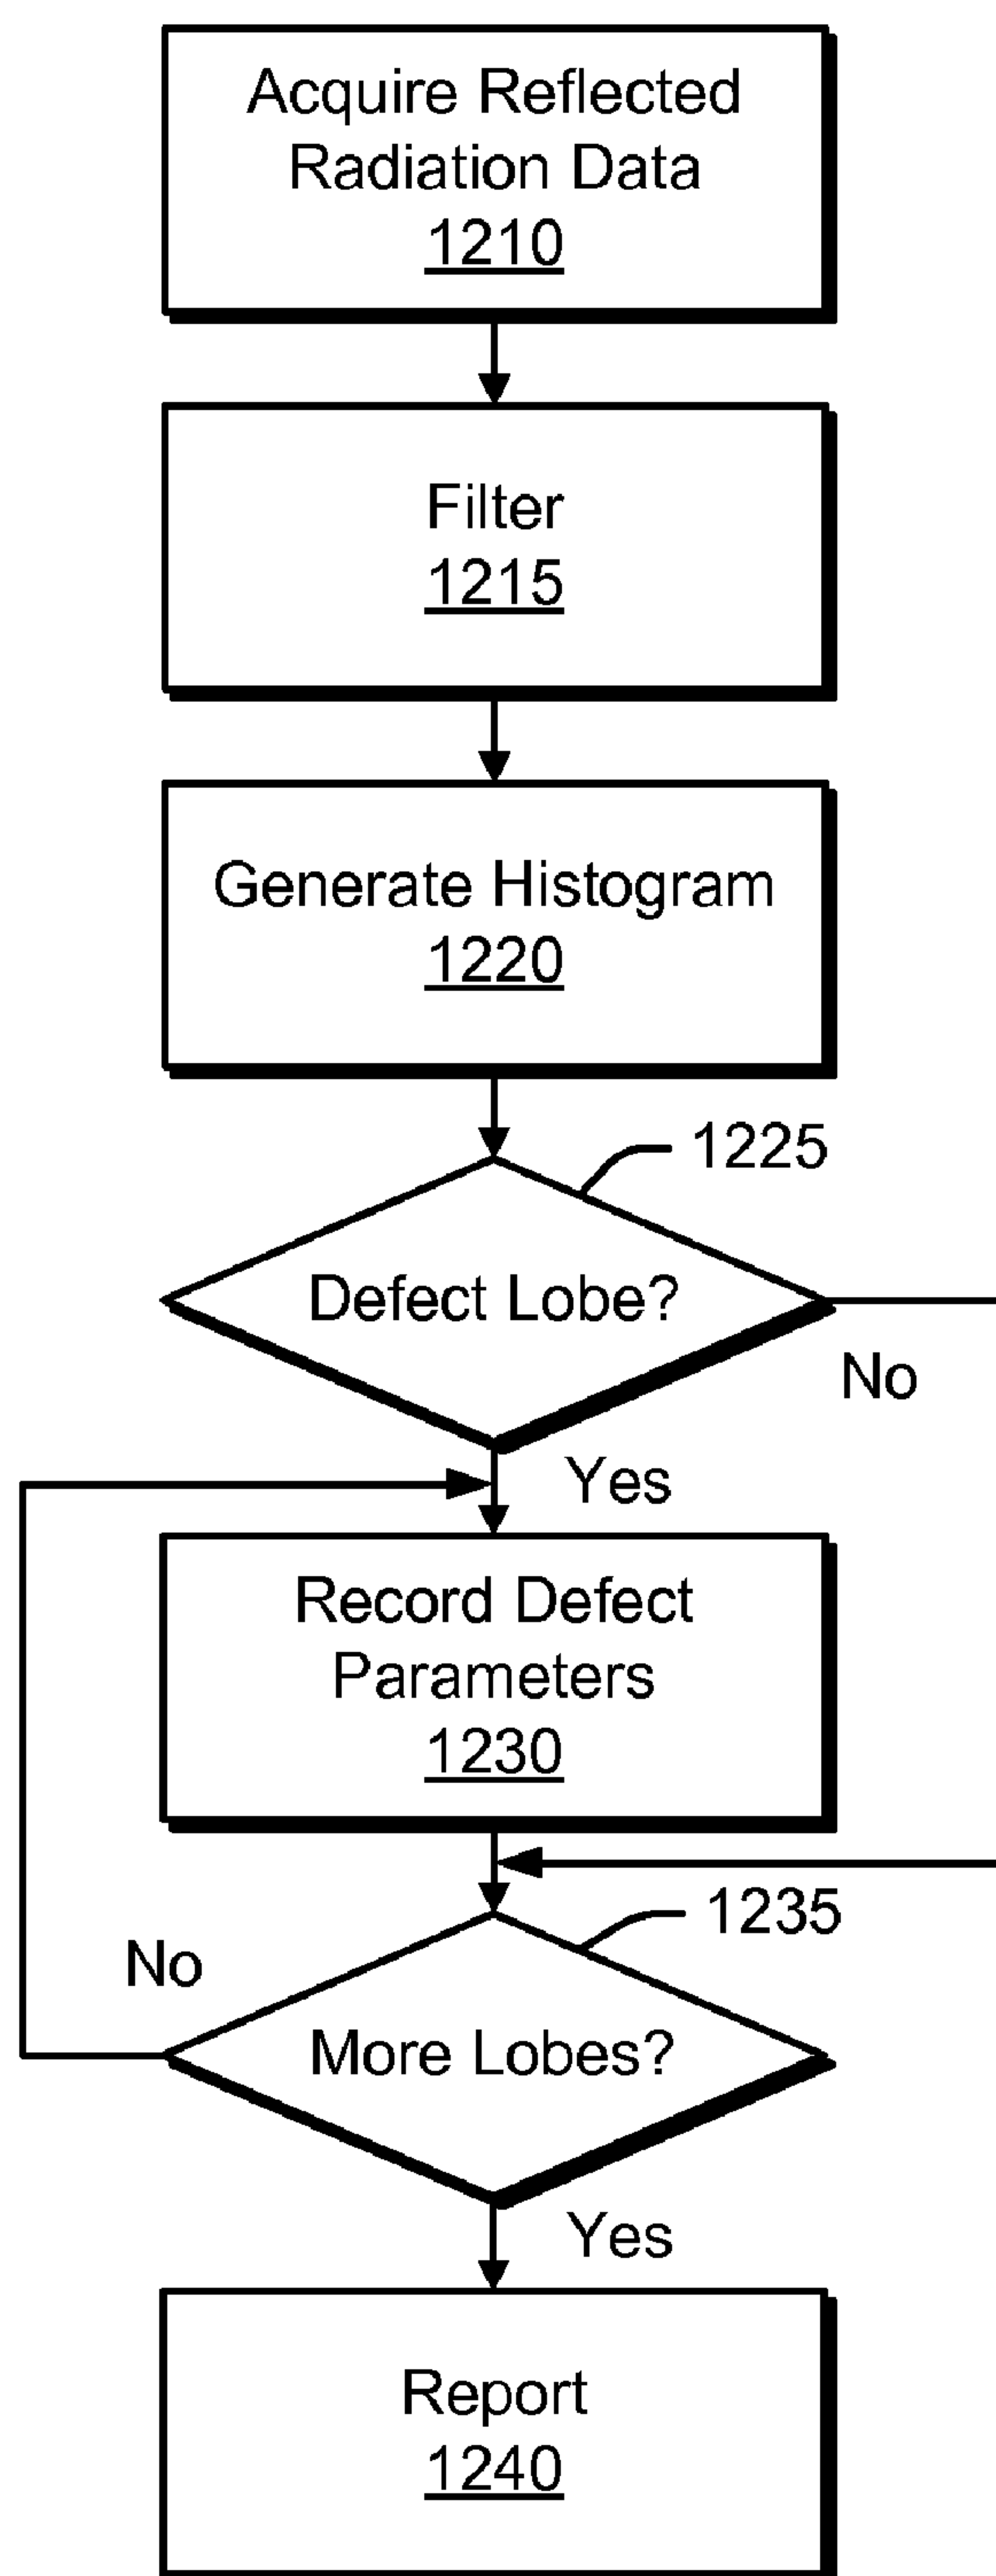 Acquire Reflected
Radiation Data
1210
Filter
1215
Generate Histogram
1220
1225
Defect Lobe?
No
Yes
Record Defect
Parameters
1230
1235
No
More Lobes?
Yes
Report
1240